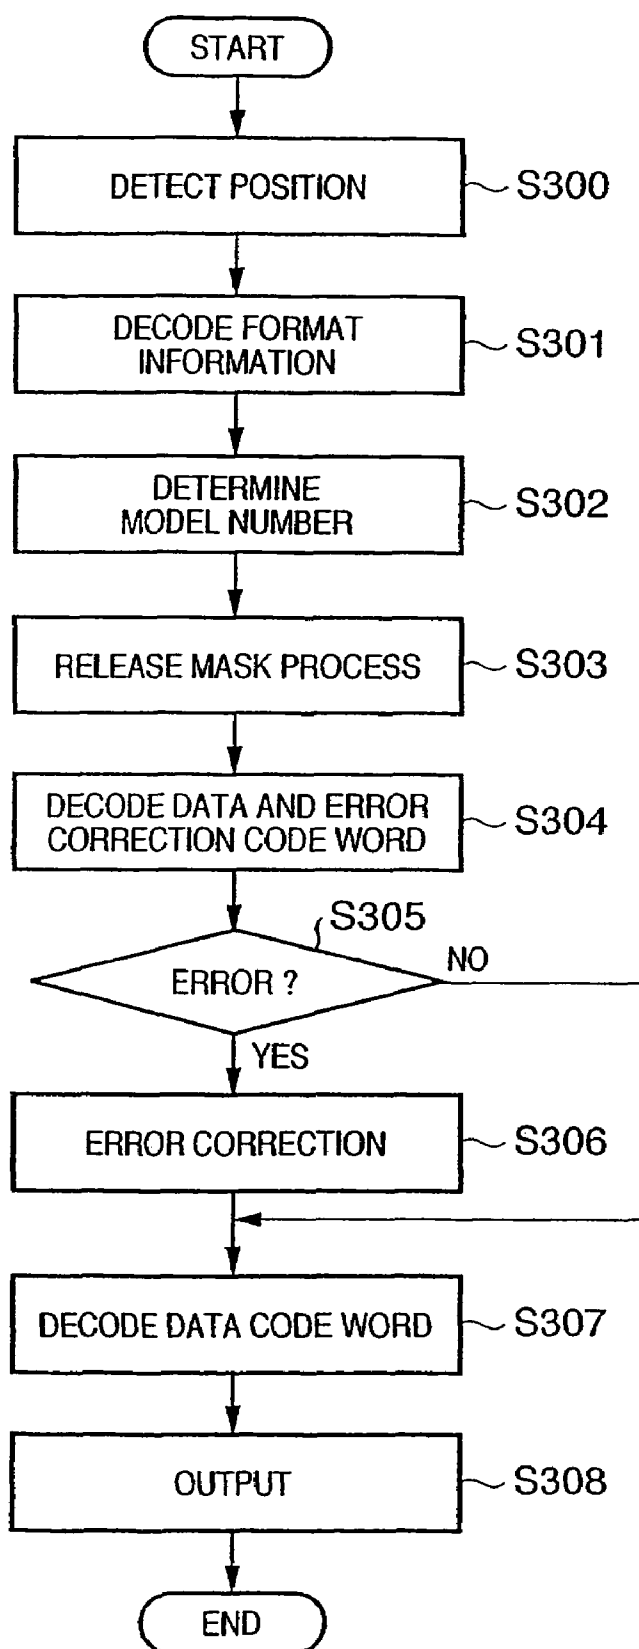 START
DETECT POSITION
S300
DECODE FORMAT
INFORMATION
S301
DETERMINE
MODEL NUMBER
S302
RELEASE MASK PROCESS
S303
DECODE DATA AND ERROR
CORRECTION CODE WORD
S304
S305
ERROR ?
NO
YES
ERROR CORRECTION
S306
DECODE DATA CODE WORD
S307
OUTPUT
S308
END